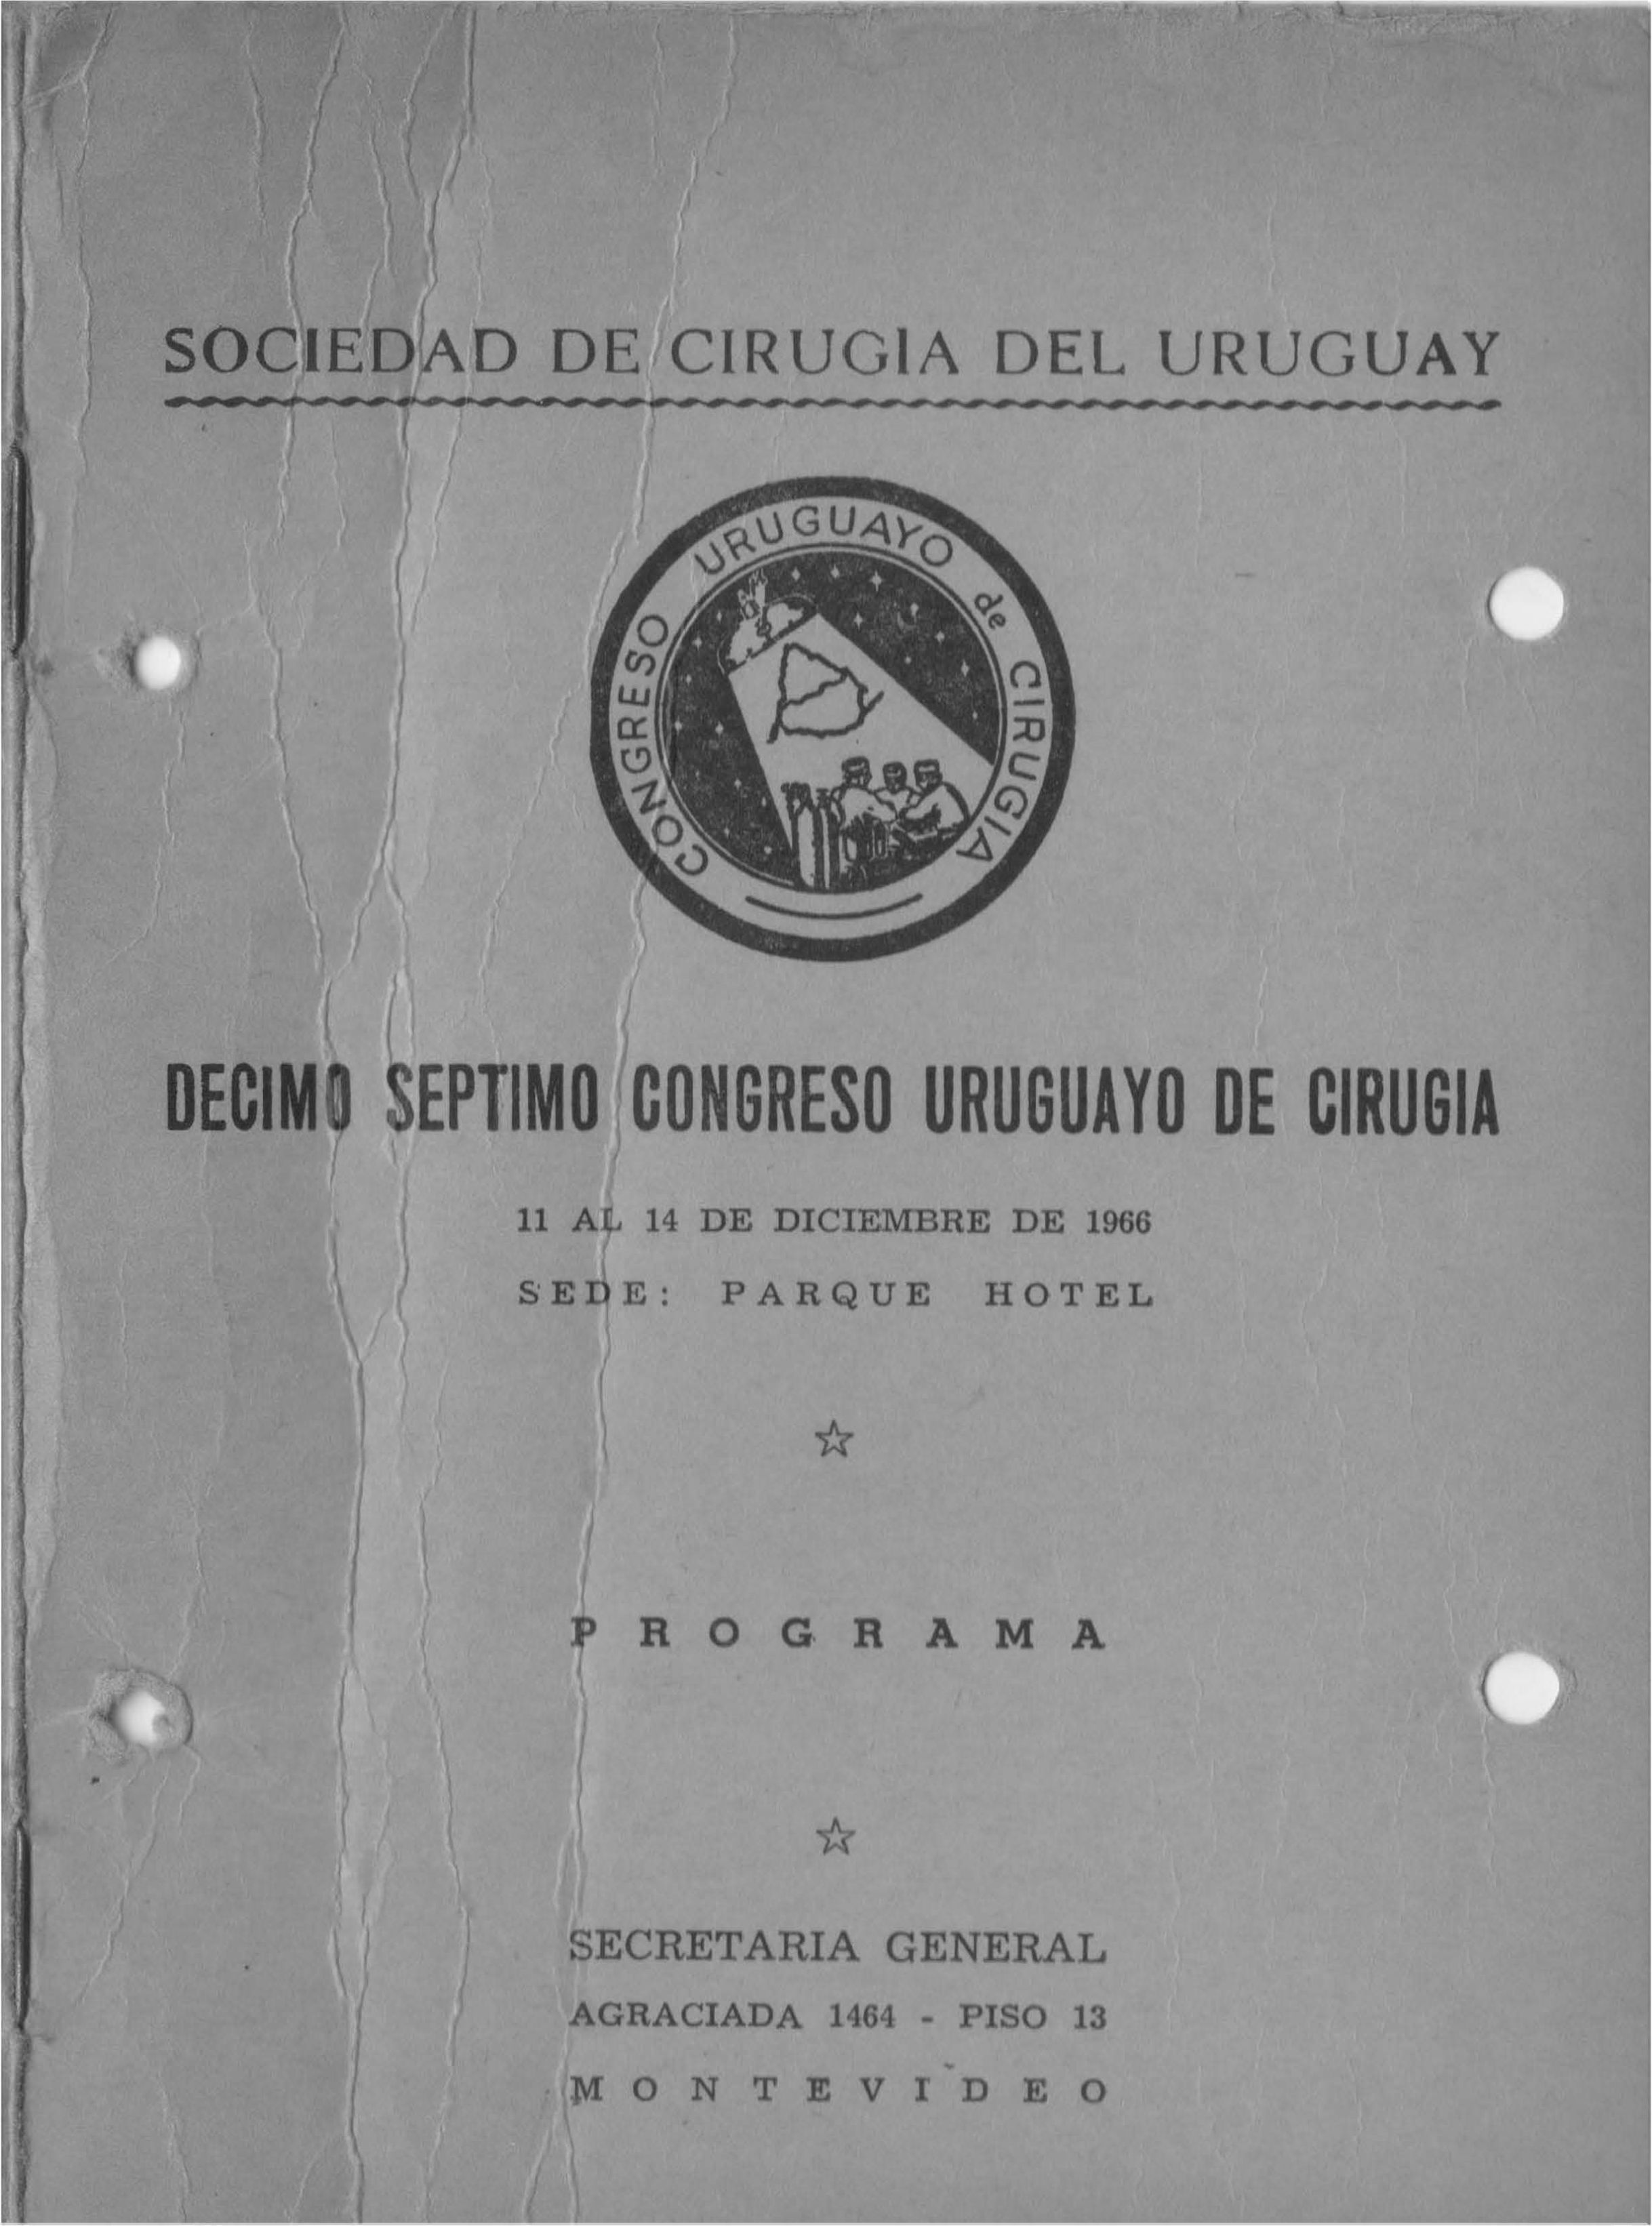 SOCIEDAD DE CIRUGÍA DEL URUGUAY
CONGRESO URUGUAYO de CIRUGIA
DECIMO SEPTIMO CONGRESO URUGUAYO DE CIRUGIA
11 AL 14 DE DICIEMBRE DE 1966
SEDE: PARQUE HOTEL
PROGRAMA
SECRETARIA GENERAL
AGRACIADA 1464 - PISO 13
MONTEVIDEO